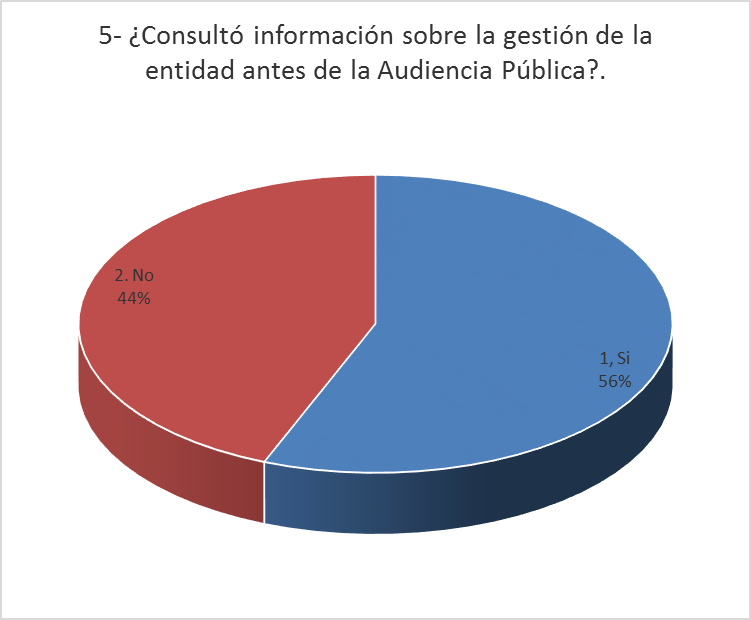 5- ¿Consultó información sobre la gestión de la
entidad antes de la Audiencia Pública?.
2. No
44%
1, Si
56%